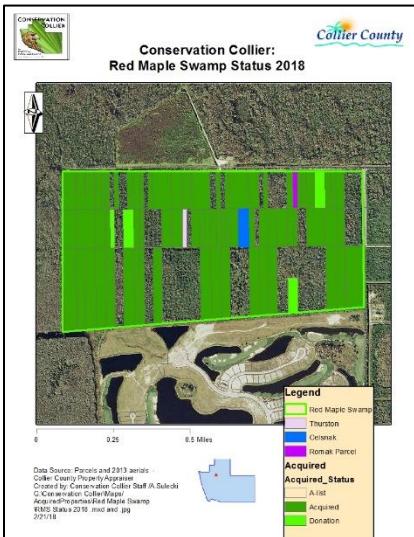 CONSERVATION
COLLIER
Collier County
Conservation Collier:
Red Maple Swamp Status 2018
0 0.25 0.5 Miles
Legend
Red Maple Swamp
Thurston
Celsnak
Romak Parcel
Acquired
Acquired_Status
A-list
Acquired
Donation
Data Source: Parcels and 2013 aerials -
Collier County Property Appraiser
Created by: Conservation Collier Staff /A.Sulecki
G:\Conservation Collier\Maps/
AcquiredProperties\Red Maple Swamp
\RMS Status 2018 .mxd and .jpg
2/21/18